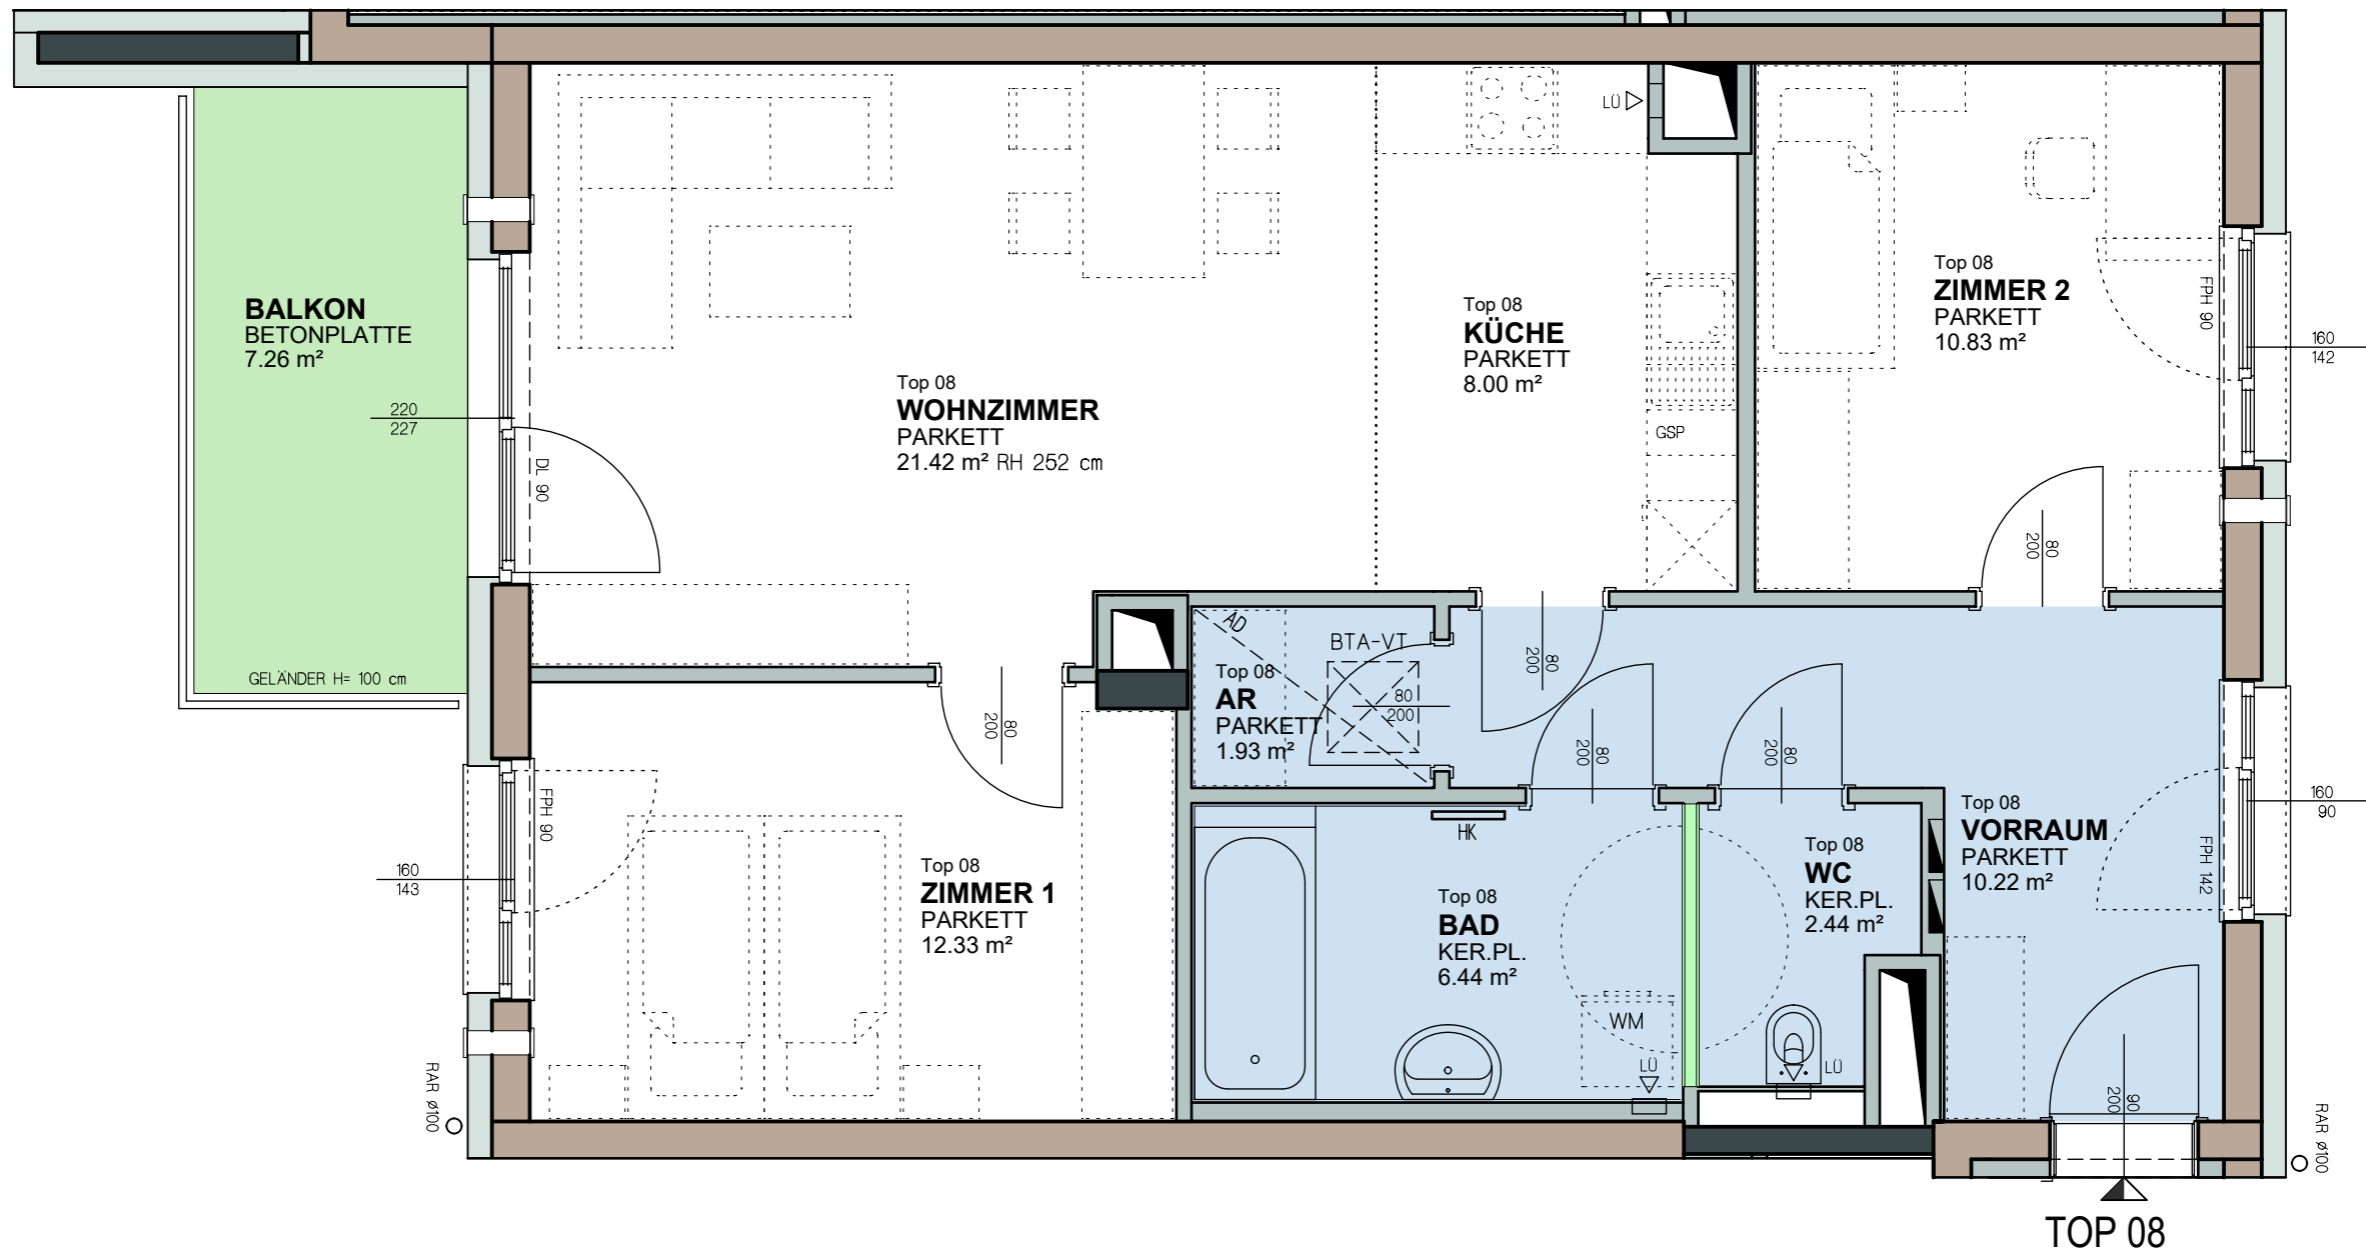 LÜ
BALKON
BETONPLATTE
7.26 m²
GELÄNDER H= 100 cm
220
227
DL 90
Top 08
WOHNZIMMER
PARKETT
21.42 m² RH 252 cm
Top 08
KÜCHE
PARKETT
8.00 m²
GSP
Top 08
ZIMMER 2
PARKETT
10.83 m²
FPH 90
160
142
80
200
80
200
AD
BTA-VT
Top 08
AR
PARKETT
1.93 m²
80
200
80
200
80
200
80
200
160
143
FPH 90
Top 08
ZIMMER 1
PARKETT
12.33 m²
HK
Top 08
BAD
KER.PL.
6.44 m²
WM
LÜ
Top 08
WC
KER.PL.
2.44 m²
LÜ
Top 08
VORRAUM
PARKETT
10.22 m²
FPH 142
160
90
90
200
RAR ø100
RAR ø100
TOP 08